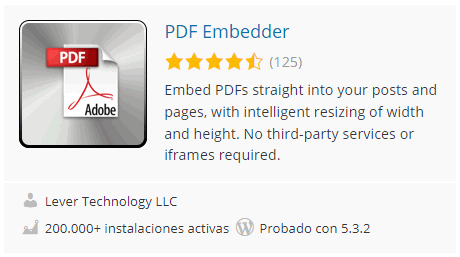 PDF
Adobe
PDF Embedder
(125)
Embed PDFs straight into your posts and
pages, with intelligent resizing of width
and height. No third-party services or
iframes required.
Lever Technology LLC
200.000+ instalaciones activas
Probado con 5.3.2